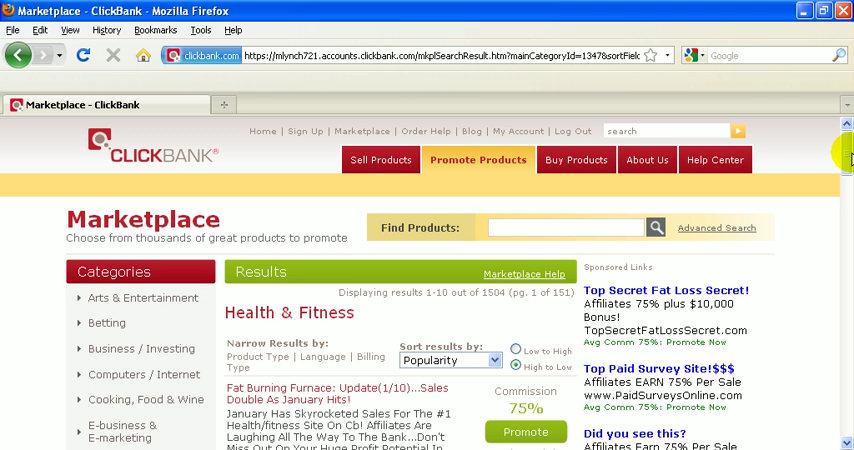 Marketplace - ClickBank - Mozilla Firefox
File Edit View History Bookmarks Tools Help
clickbank.com https://mlynch721.accounts.clickbank.com/mkplSearchResult.htm?mainCategoryId=1347&sortFiel
Google
Marketplace - ClickBank
Home | Sign Up | Marketplace | Order Help | Blog | My Account | Log Out
search
CLICKBANK®
Sell Products
Promote Products
Buy Products
About Us
Help Center
Marketplace
Choose from thousands of great products to promote
Find Products:
Advanced Search
Categories
Arts & Entertainment
Betting
Business / Investing
Computers / Internet
Cooking, Food & Wine
E-business &
E-marketing
Results
Marketplace Help
Displaying results 1-10 out of 1504 (pg. 1 of 151)
Health & Fitness
Narrow Results by:
Product Type | Language | Billing
Type
Sort results by:
Popularity
Low to High
High to Low
Fat Burning Furnace: Update(1/10)...Sales
Double As January Hits!
January Has Skyrocketed Sales For The #1
Health/fitness Site On Cb! Affiliates Are
Laughing All The Way To The Bank...Don't
Miss Out On Your Huge Profit Potential In
Commission
75%
Promote
Sponsored Links
Top Secret Fat Loss Secret!
Affiliates 75% plus $10,000
Bonus!
TopSecretFatLossSecret.com
Avg Comm 75%: Promote Now
Top Paid Survey Site!$$$
Affiliates EARN 75% Per Sale
www.PaidSurveysOnline.com
Avg Comm 75%: Promote Now
Did you see this?
Affiliates Earn 75% Per Sale